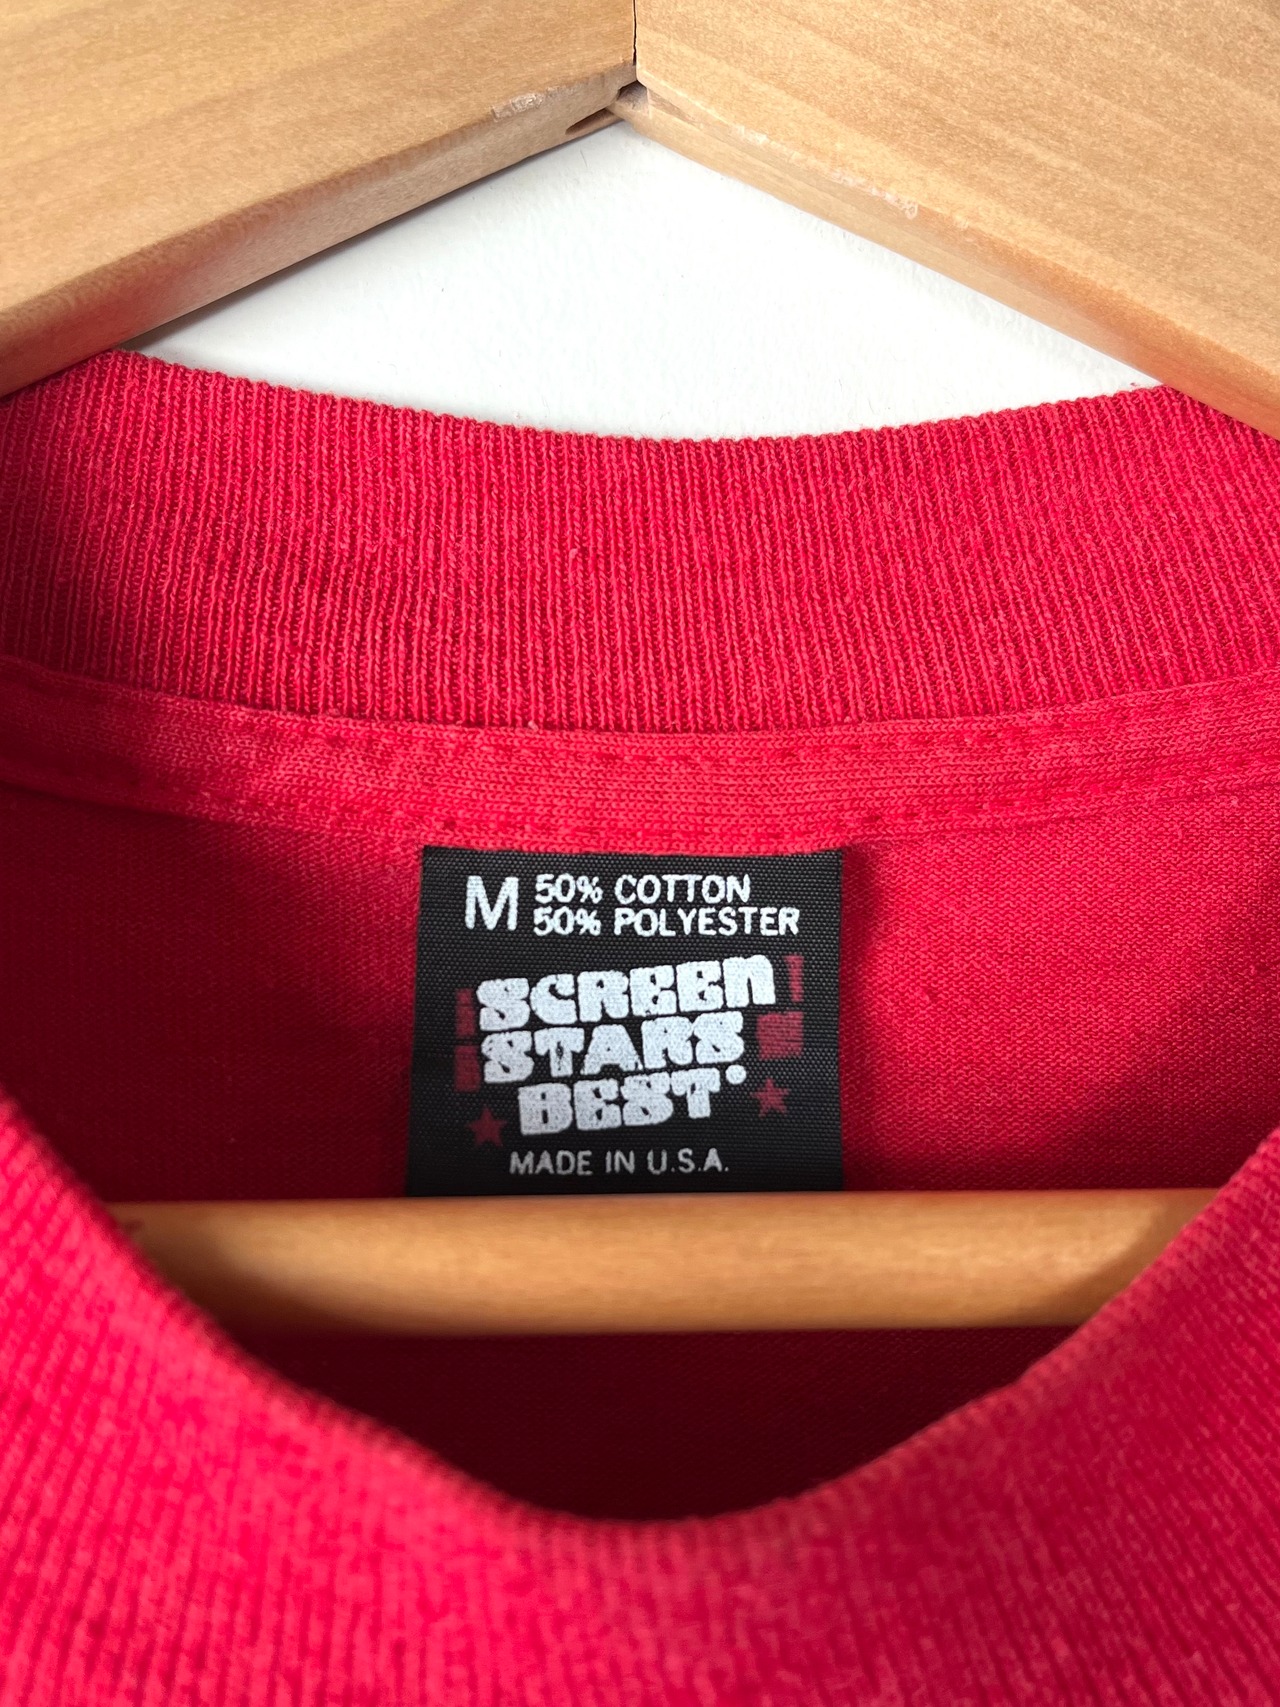 M 50% COTTON
50% POLYESTER
SCREEN
STARS
BEST
MADE IN U.S.A.